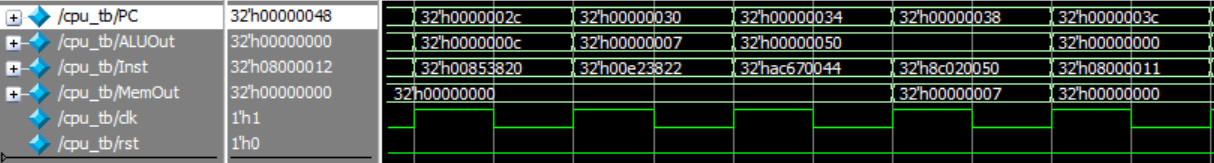 /cpu_tb/PC 32'h00000048 32'h0000002c 32'h00000030 32'h00000034 32'h00000038 32'h0000003c
/cpu_tb/ALUOut 32'h00000000 32'h0000000c 32'h00000007 32'h00000050 32'h00000000
/cpu_tb/Inst 32'h08000012 32'h00853820 32'h00e23822 32'hac670044 32'h8c020050 32'h08000011
/cpu_tb/MemOut 32'h00000000 32'h00000000 32'h00000007 32'h00000000
/cpu_tb/clk 1'h1
/cpu_tb/rst 1'h0